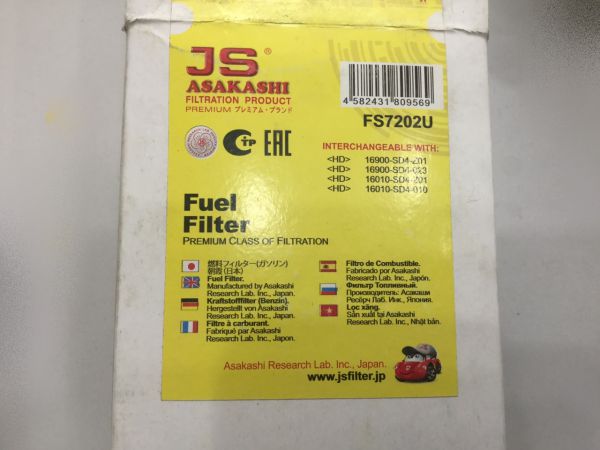 JS®
ASAKASHI
FILTRATION PRODUCT
PREMIUM プレミアム・ブランド
4 582431 809569
FS7202U
EAC
INTERCHANGEABLE WITH:
<HD> 16900-SD4-Z01
<HD> 16900-SD4-023
<HD> 16010-SD4-Z01
<HD> 16010-SD4-010
Fuel
Filter
PREMIUM CLASS OF FILTRATION
燃料フィルター(ガソリン)
朝霞(日本)
Fuel Filter.
Manufactured by Asakashi
Research Lab. Inc., Japan.
Kraftstofffilter (Benzin).
Hergestellt von Asakashi
Research Lab. Inc., Japan.
Filtre à carburant.
Fabriqué par Asakashi
Research Lab. Inc., Japon.
Filtro de Combustible.
Fabricado por Asakashi
Research Lab. Inc., Japón.
Фильтр Топливный.
Производитель: Асакаши
Ресёрч Лаб. Инк., Япония.
Lọc xăng.
Sản xuất tại Asakashi
Research Lab. Inc., Nhật bản.
Asakashi Research Lab. Inc., Japan.
www.jsfilter.jp